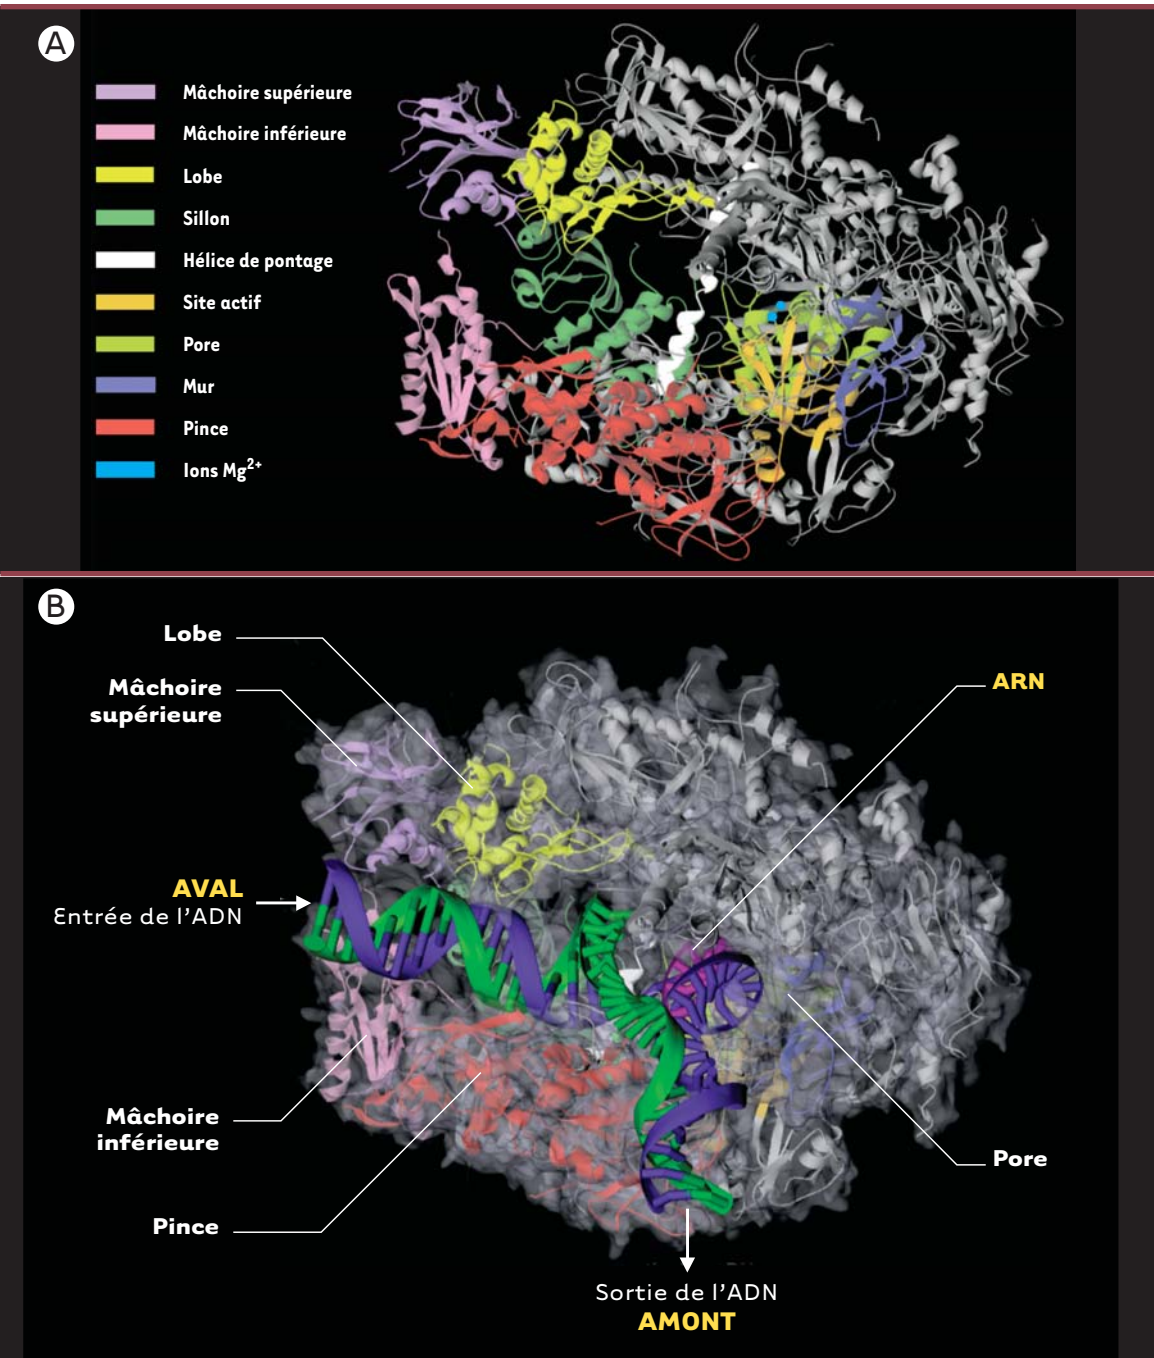 A
Mâchoire supérieure
Mâchoire inférieure
Lobe
Sillon
Hélice de pontage
Site actif
Pore
Mur
Pince
Ions Mg²⁺
B
Lobe
Mâchoire
supérieure
ARN
AVAL
Entrée de l'ADN
Mâchoire
inférieure
Pore
Pince
Sortie de l'ADN
AMONT